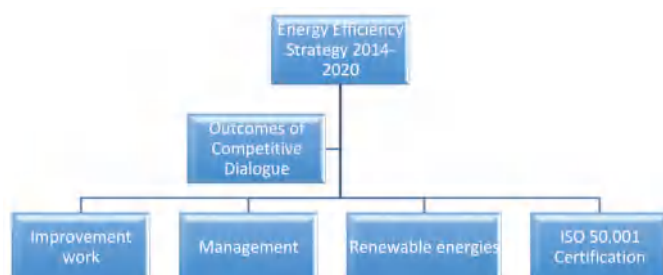 Energy Efficiency
Strategy 2014-
2020
Outcomes of
Competitive
Dialogue
Improvement
work
Management
Renewable energies
ISO 50.001
Certification